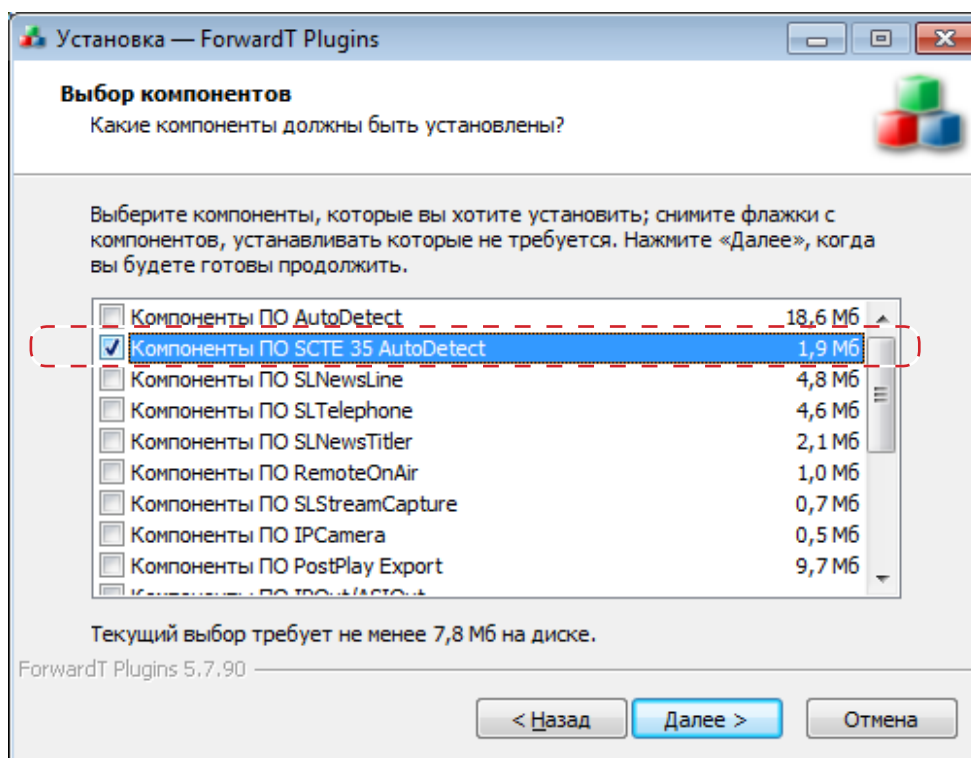 Установка — ForwardT Plugins
Выбор компонентов
Какие компоненты должны быть установлены?
Выберите компоненты, которые вы хотите установить; снимите флажки с
компонентов, устанавливать которые не требуется. Нажмите «Далее», когда
вы будете готовы продолжить.
Компоненты ПО AutoDetect 18,6 Мб
Компоненты ПО SCTE 35 AutoDetect 1,9 Мб
Компоненты ПО SLNewsLine 4,8 Мб
Компоненты ПО SLTelephone 4,6 Мб
Компоненты ПО SLNewsTitler 2,1 Мб
Компоненты ПО RemoteOnAir 1,0 Мб
Компоненты ПО SLStreamCapture 0,7 Мб
Компоненты ПО IPCamera 0,5 Мб
Компоненты ПО PostPlay Export 9,7 Мб
Компоненты ПО IPOut/ASIOut
Текущий выбор требует не менее 7,8 Мб на диске.
ForwardT Plugins 5.7.90
< Назад Далее > Отмена